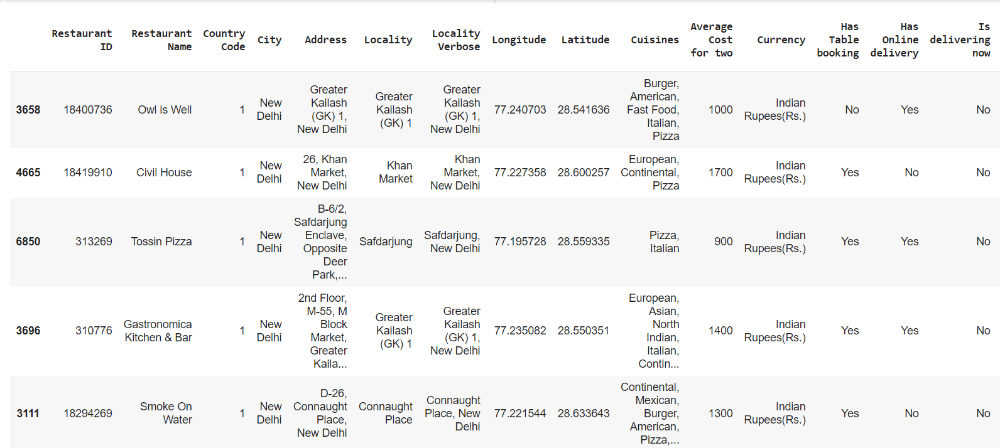 Restaurant ID Restaurant Name Country Code City Address Locality Locality Verbose Longitude Latitude Cuisines Average Cost for two Currency Has Table booking Has Online delivery Is delivering now
3658 18400736 Owl is Well 1 New Delhi Greater Kailash (GK) 1, New Delhi Greater Kailash (GK) 1 Greater Kailash (GK) 1, New Delhi 77.240703 28.541636 Burger, American, Fast Food, Italian, Pizza 1000 Indian Rupees(Rs.) No Yes No
4665 18419910 Civil House 1 New Delhi 26, Khan Market, New Delhi Khan Market Khan Market, New Delhi 77.227358 28.600257 European, Continental, Pizza 1700 Indian Rupees(Rs.) Yes No No
6850 313269 Tossin Pizza 1 New Delhi B-6/2, Safdarjung Enclave, Opposite Deer Park,... Safdarjung Safdarjung, New Delhi 77.195728 28.559335 Pizza, Italian 900 Indian Rupees(Rs.) Yes Yes No
3696 310776 Gastronomica Kitchen & Bar 1 New Delhi 2nd Floor, M-55, M Block Market, Greater Kaila... Greater Kailash (GK) 1 Greater Kailash (GK) 1, New Delhi 77.235082 28.550351 European, Asian, North Indian, Italian, Contin... 1400 Indian Rupees(Rs.) Yes Yes No
3111 18294269 Smoke On Water 1 New Delhi D-26, Connaught Place, New Delhi Connaught Place Connaught Place, New Delhi 77.221544 28.633643 Continental, Mexican, Burger, American, Pizza,... 1300 Indian Rupees(Rs.) Yes No No